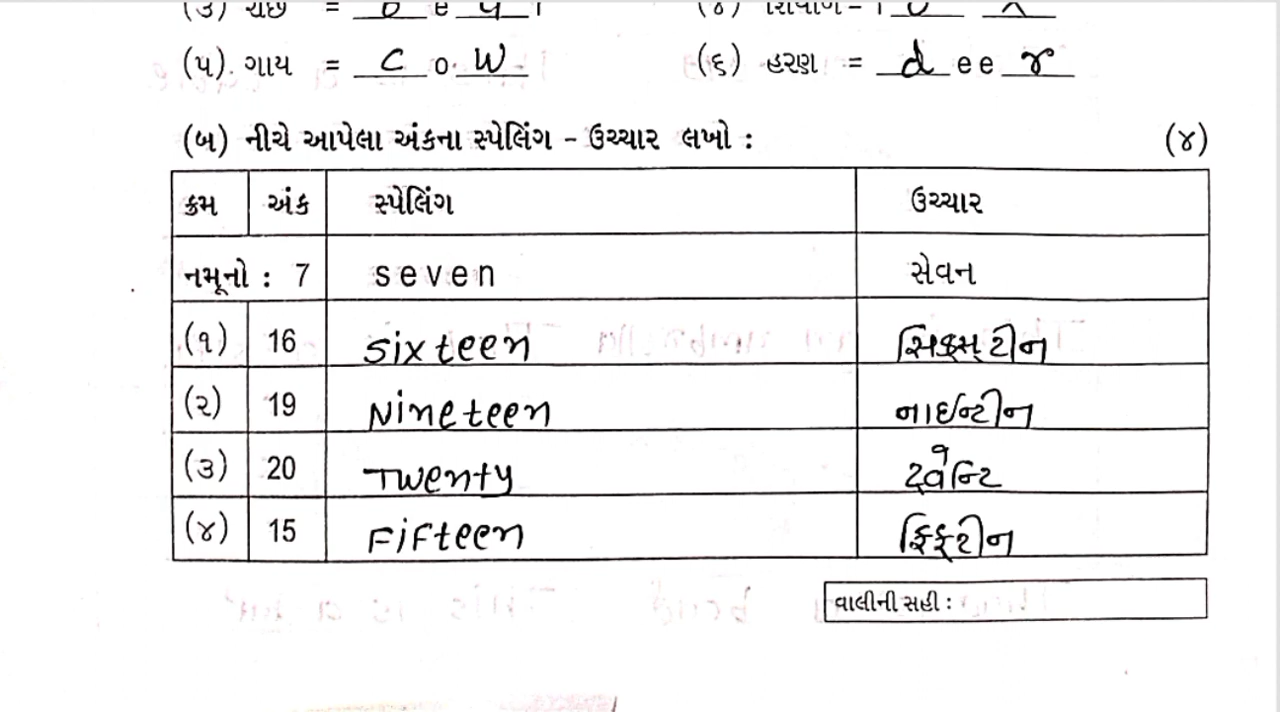 (૩) રીંછ = b e a r
(૫). ગાય = c o w (૬) હરણ = d ee r
(બ) નીચે આપેલા અંકના સ્પેલિંગ - ઉચ્ચાર લખો : (૪)
ક્રમ અંક સ્પેલિંગ ઉચ્ચાર
નમૂનો : 7 seven સેવન
(૧) 16 sixteen સિક્સ્ટીન
(૨) 19 Nineteen નાઇન્ટીન
(૩) 20 Twenty ટ્વેન્ટિ
(૪) 15 Fifteen ફિફ્ટીન
વાલીની સહી :